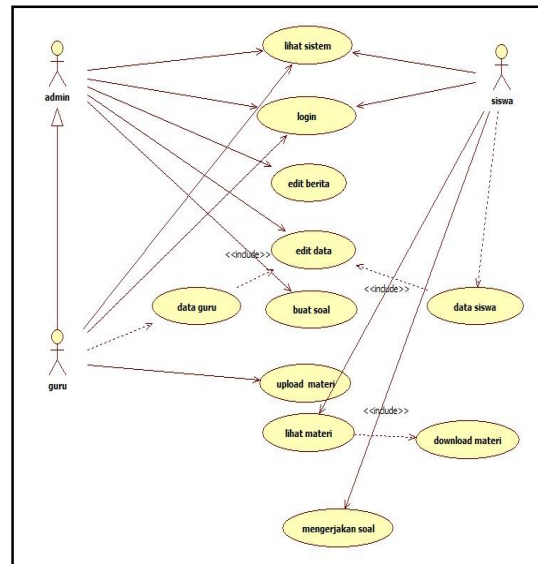 lihat sistem
admin
siswa
login
edit berita
edit data
<<include>>
<<include>>
data guru
buat soal
data siswa
guru
upload materi
<<include>>
lihat materi
download materi
mengerjakan soal